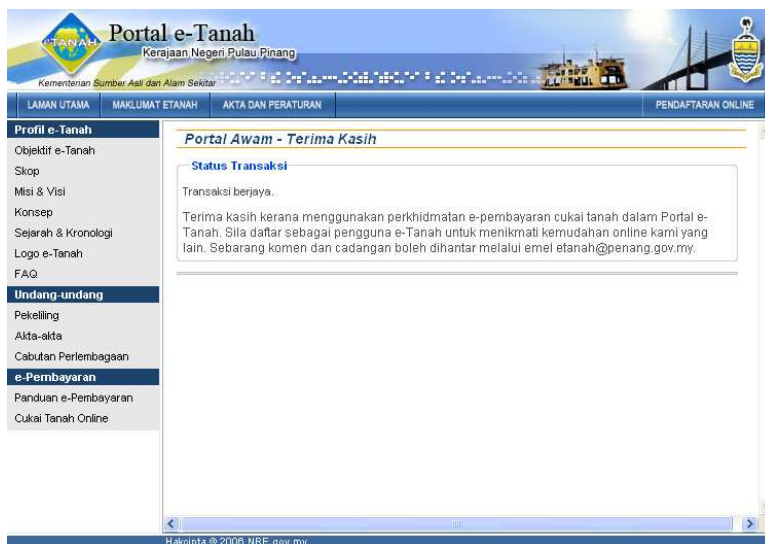 eTANAH
Portal e-Tanah
Kerajaan Negeri Pulau Pinang
Kementerian Sumber Asli dan Alam Sekitar
LAMAN UTAMA
MAKLUMAT ETANAH
AKTA DAN PERATURAN
PENDAFTARAN ONLINE
Profil e-Tanah
Objektif e-Tanah
Skop
Misi & Visi
Konsep
Sejarah & Kronologi
Logo e-Tanah
FAQ
Undang-undang
Pekeliling
Akta-akta
Cabutan Perlembagaan
e-Pembayaran
Panduan e-Pembayaran
Cukai Tanah Online
Portal Awam - Terima Kasih
Status Transaksi
Transaksi berjaya.
Terima kasih kerana menggunakan perkhidmatan e-pembayaran cukai tanah dalam Portal e-
Tanah. Sila daftar sebagai pengguna e-Tanah untuk menikmati kemudahan online kami yang
lain. Sebarang komen dan cadangan boleh dihantar melalui emel etanah@penang.gov.my.
Hakcipta © 2006 NRE.gov.my